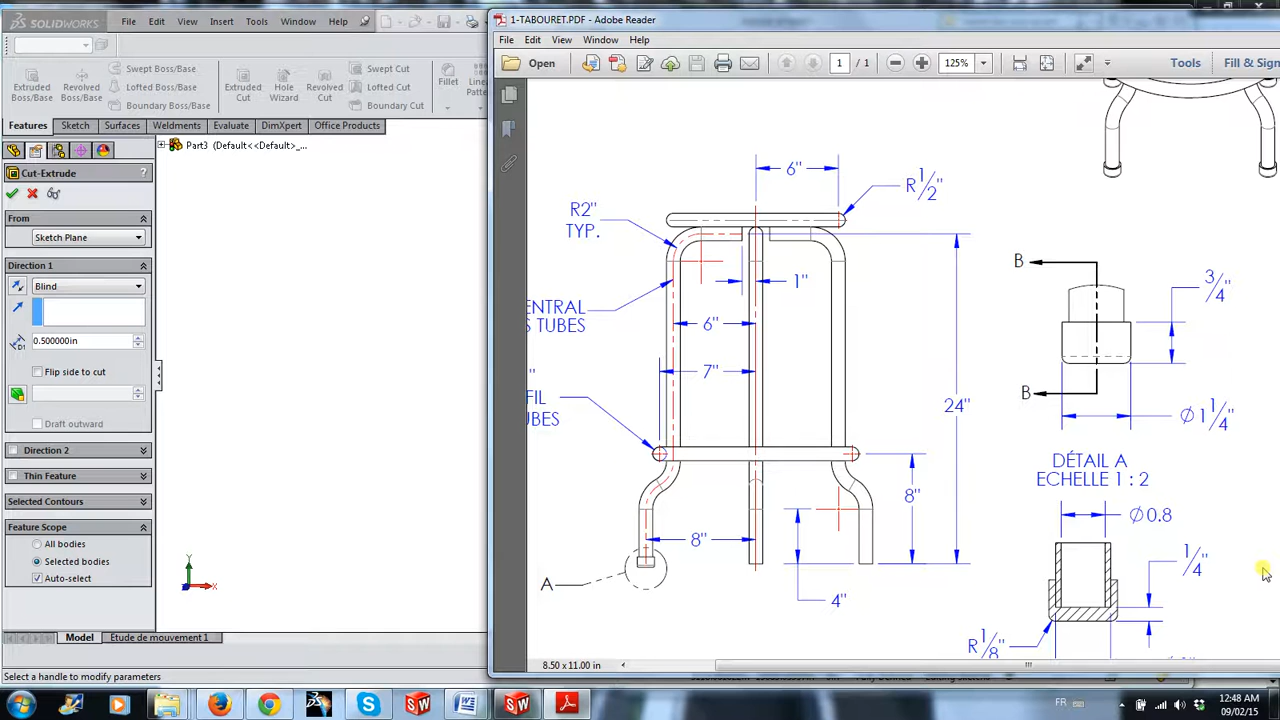 SOLIDWORKS
File Edit View Insert Tools Window Help
Extruded Boss/Base
Revolved Boss/Base
Swept Boss/Base
Lofted Boss/Base
Boundary Boss/Base
Extruded Cut
Hole Wizard
Revolved Cut
Swept Cut
Lofted Cut
Boundary Cut
Fillet
Linear Patter
Features Sketch Surfaces Weldments Evaluate DimXpert Office Products
Part3 (Default<<Default>_...
Cut-Extrude
?
From
Sketch Plane
Direction 1
Blind
D1
0.500000in
Flip side to cut
Draft outward
Direction 2
Thin Feature
Selected Contours
Feature Scope
All bodies
Selected bodies
Auto-select
Y
X
Model Etude de mouvement 1
Select a handle to modify parameters
1-TABOURET.PDF - Adobe Reader
File Edit View Window Help
Open
1 / 1
125%
Tools Fill & Sign
6"
R1/2"
R2"
TYP.
1"
ENTRAL
S TUBES
6"
7"
"
FIL
TUBES
24"
8"
8"
A
4"
B
3/4"
B
Ø1 1/4"
DÉTAIL A
ECHELLE 1 : 2
Ø0.8
1/4"
R1/8"
8.50 x 11.00 in
FR
12:48 AM
09/02/15